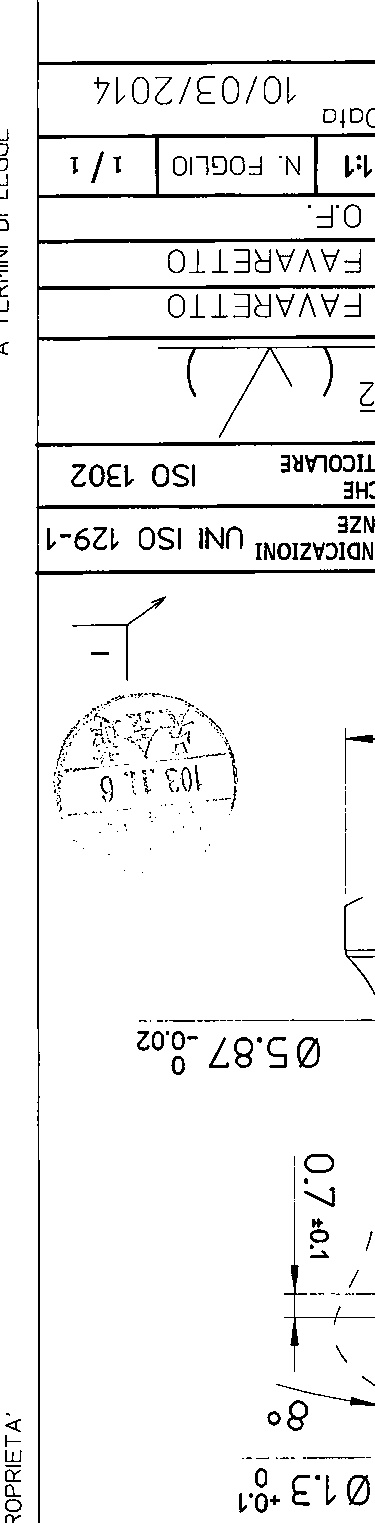 Ø1.3 +0.1 0
8°
0.7 ±0.1
Ø5.87 0 -0.02
103.11.6
NDICAZIONI UNI ISO 129-1
NZE
CHE
TICOLARE ISO 1302
2 ( )
FAVARETTO
FAVARETTO
O.F.
1:1 N. FOGLIO 1/1
Data 10/03/2014
ROPRIETA'
A TERMINI DI LEGGE